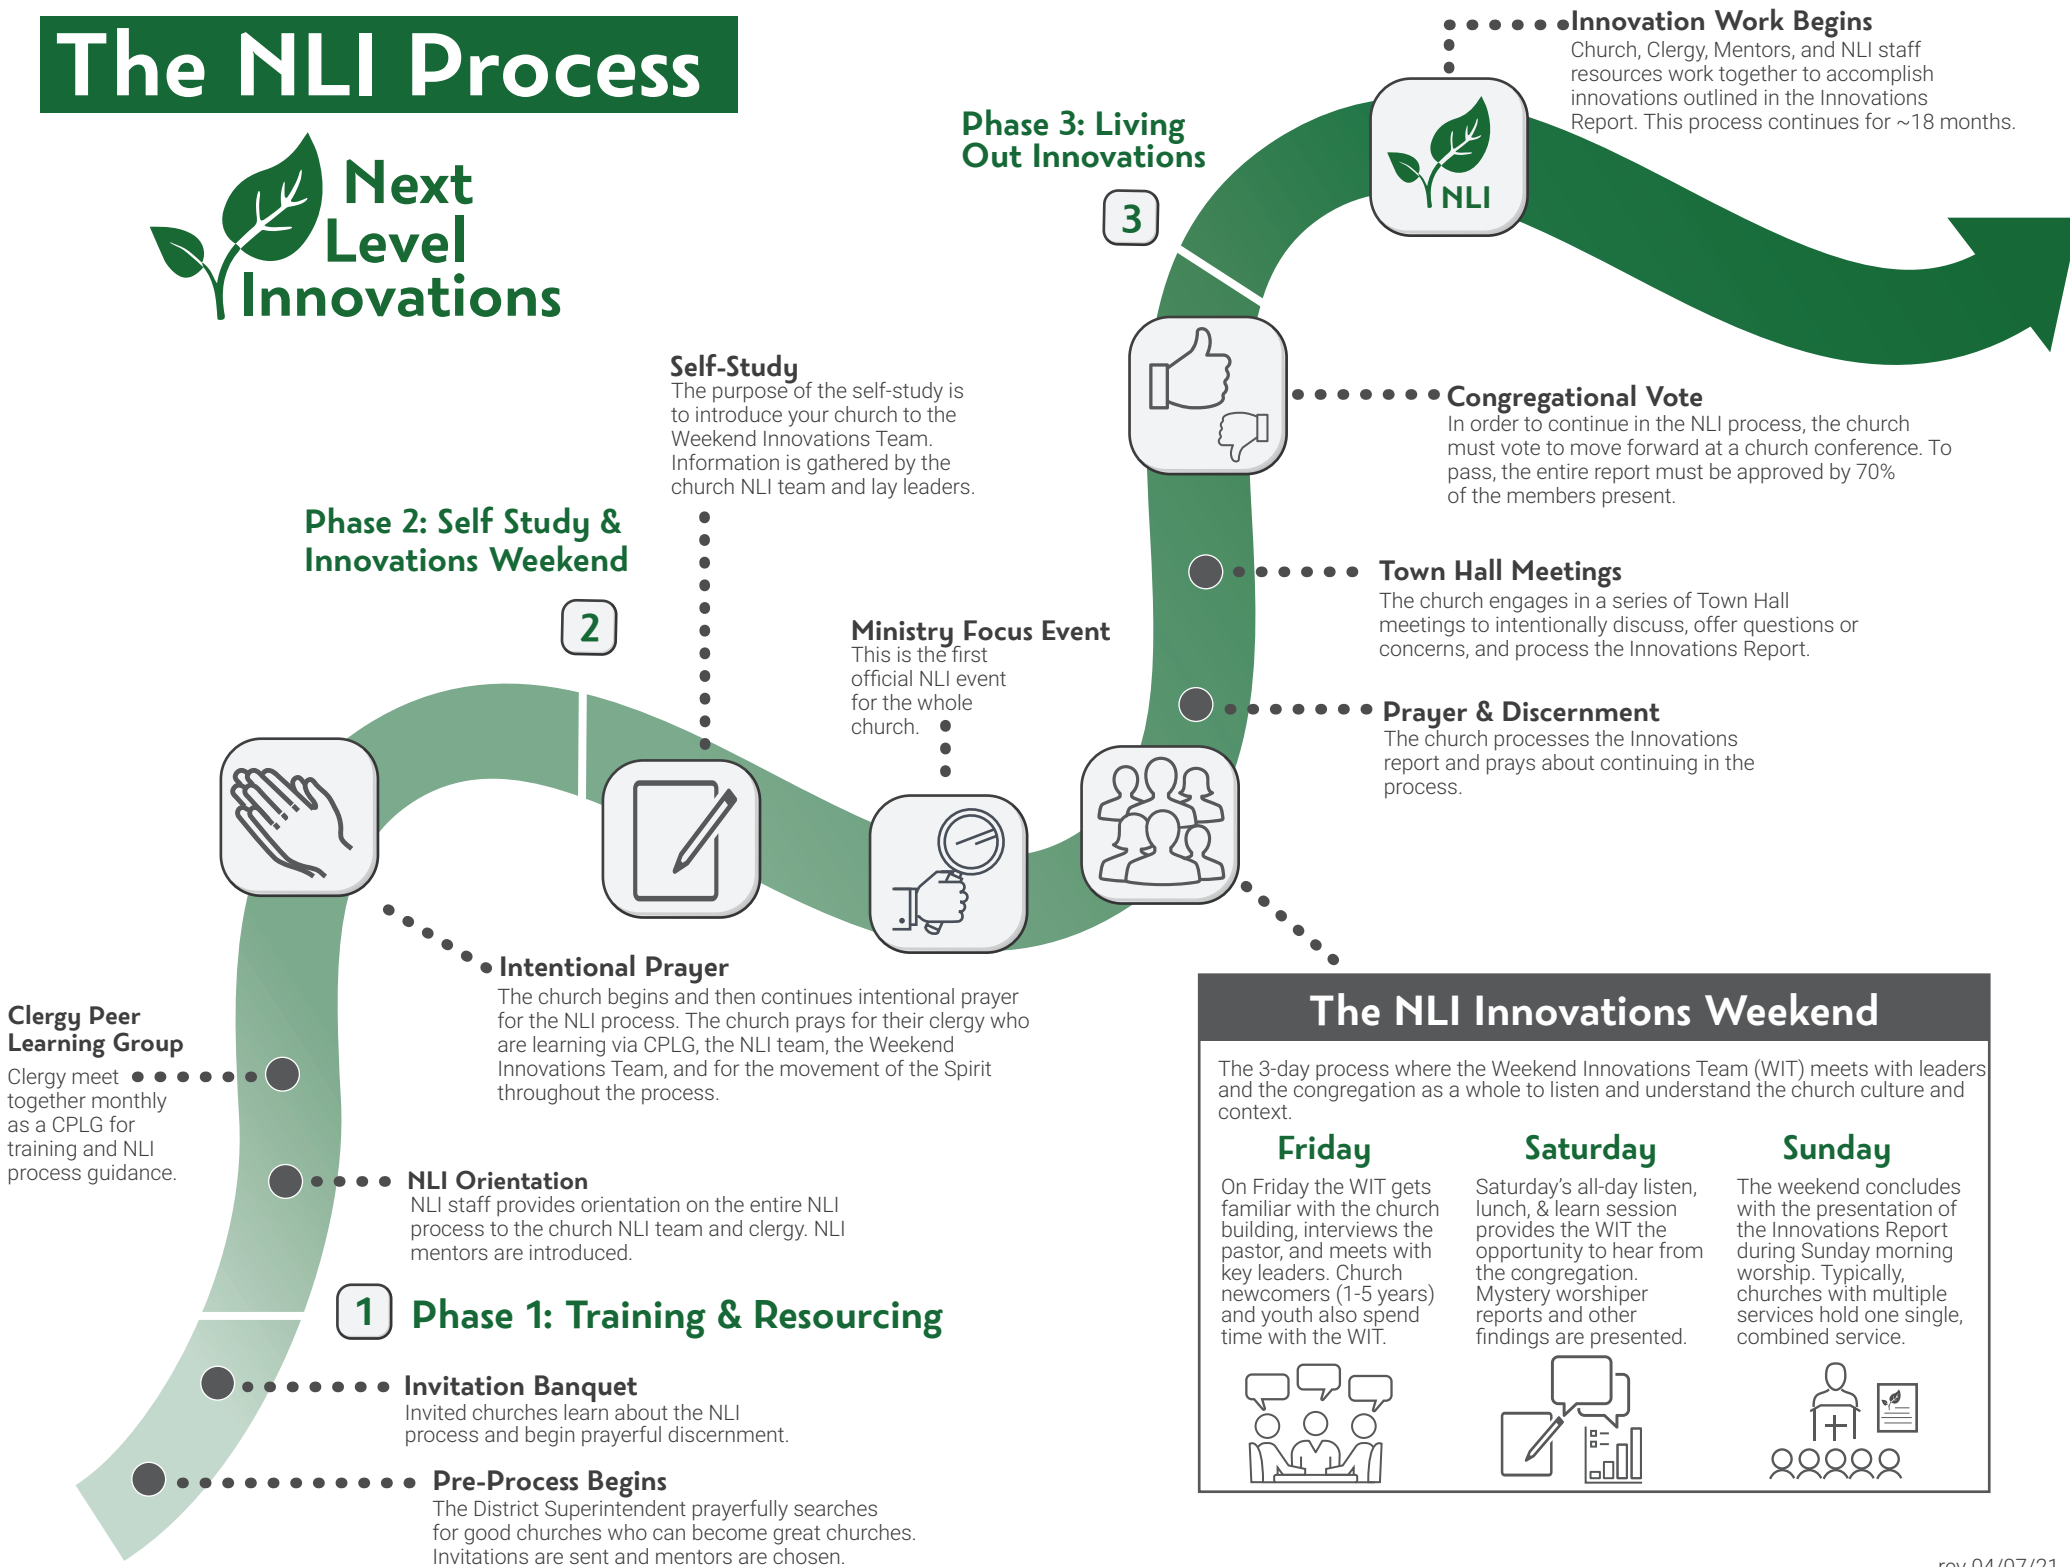 The NLI Process
Next
Level
Innovations
Innovation Work Begins
Church, Clergy, Mentors, and NLI staff
resources work together to accomplish
innovations outlined in the Innovations
Report. This process continues for ~18 months.
Phase 3: Living
Out Innovations
3
NLI
Congregational Vote
In order to continue in the NLI process, the church
must vote to move forward at a church conference. To
pass, the entire report must be approved by 70%
of the members present.
Town Hall Meetings
The church engages in a series of Town Hall
meetings to intentionally discuss, offer questions or
concerns, and process the Innovations Report.
Prayer & Discernment
The church processes the Innovations
report and prays about continuing in the
process.
Self-Study
The purpose of the self-study is
to introduce your church to the
Weekend Innovations Team.
Information is gathered by the
church NLI team and lay leaders.
Phase 2: Self Study &
Innovations Weekend
2
Ministry Focus Event
This is the first
official NLI event
for the whole
church.
Intentional Prayer
The church begins and then continues intentional prayer
for the NLI process. The church prays for their clergy who
are learning via CPLG, the NLI team, the Weekend
Innovations Team, and for the movement of the Spirit
throughout the process.
Clergy Peer
Learning Group
Clergy meet
together monthly
as a CPLG for
training and NLI
process guidance.
NLI Orientation
NLI staff provides orientation on the entire NLI
process to the church NLI team and clergy. NLI
mentors are introduced.
1
Phase 1: Training & Resourcing
Invitation Banquet
Invited churches learn about the NLI
process and begin prayerful discernment.
Pre-Process Begins
The District Superintendent prayerfully searches
for good churches who can become great churches.
Invitations are sent and mentors are chosen.
The NLI Innovations Weekend
The 3-day process where the Weekend Innovations Team (WIT) meets with leaders
and the congregation as a whole to listen and understand the church culture and
context.
Friday
On Friday the WIT gets
familiar with the church
building, interviews the
pastor, and meets with
key leaders. Church
newcomers (1-5 years)
and youth also spend
time with the WIT.
Saturday
Saturday's all-day listen,
lunch, & learn session
provides the WIT the
opportunity to hear from
the congregation.
Mystery worshiper
reports and other
findings are presented.
Sunday
The weekend concludes
with the presentation of
the Innovations Report
during Sunday morning
worship. Typically,
churches with multiple
services hold one single,
combined service.
rev 04/07/21